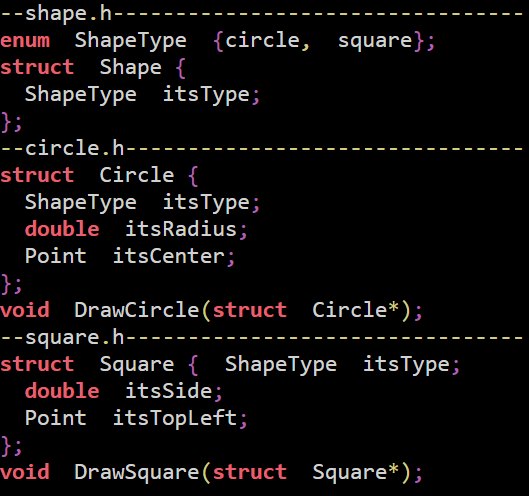 --shape.h---------------------------------
enum  ShapeType  {circle,  square};
struct  Shape {
  ShapeType  itsType;
};
--circle.h--------------------------------
struct  Circle {
  ShapeType  itsType;
  double  itsRadius;
  Point  itsCenter;
};
void  DrawCircle(struct  Circle*);
--square.h--------------------------------
struct  Square {  ShapeType  itsType;
  double  itsSide;
  Point  itsTopLeft;
};
void  DrawSquare(struct  Square*);